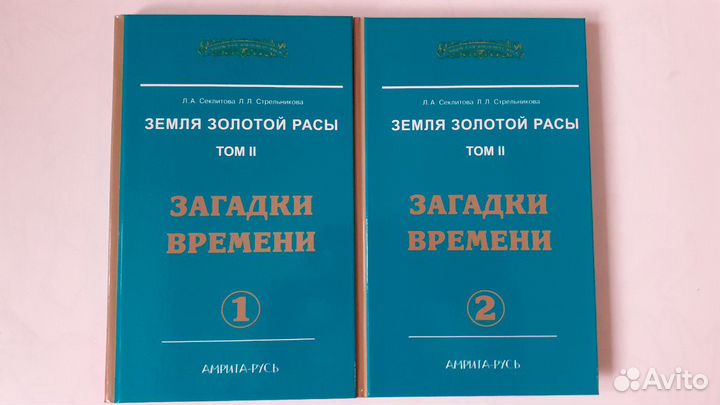 Л.А. Секлитова Л.Л. Стрельникова
ЗЕМЛЯ ЗОЛОТОЙ РАСЫ
ТОМ II
ЗАГАДКИ
ВРЕМЕНИ
1
АМРИТА-РУСЬ
Л.А. Секлитова Л.Л. Стрельникова
ЗЕМЛЯ ЗОЛОТОЙ РАСЫ
ТОМ II
ЗАГАДКИ
ВРЕМЕНИ
2
АМРИТА-РУСЬ
Avito